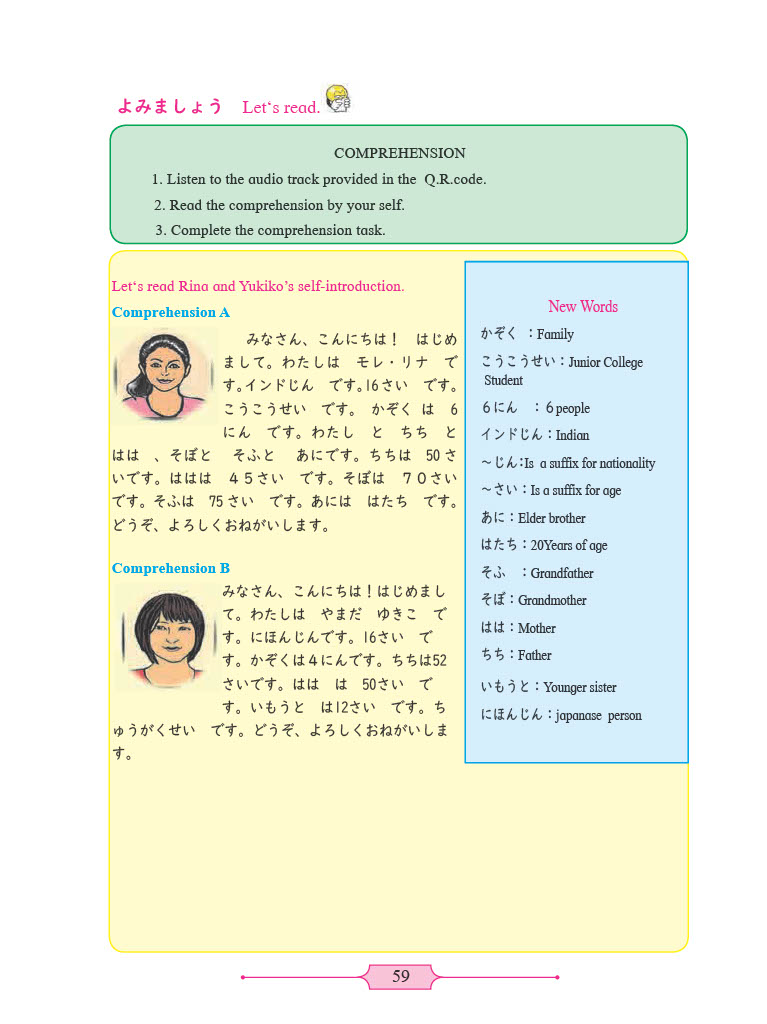 よみましょう Let‘s read.
COMPREHENSION
1. Listen to the audio track provided in the Q.R.code.
2. Read the comprehension by your self.
3. Complete the comprehension task.
Let‘s read Rina and Yukiko’s self-introduction.
Comprehension A
みなさん、こんにちは！ はじめ
まして。わたしは モレ・リナ で
す。インドじん です。16さい です。
こうこうせい です。 かぞく は 6
にん です。わたし と ちち と
はは 、そぼと そふと あにです。ちちは 50 さ
いです。ははは ４５さい です。そぼは ７０さい
です。そふは 75 さい です。あには はたち です。
どうぞ、よろしくおねがいします。
Comprehension B
みなさん、こんにちは！はじめまし
て。わたしは やまだ ゆきこ で
す。にほんじんです。16さい で
す。かぞくは４にんです。ちちは52
さいです。はは は 50さい で
す。いもうと は12さい です。ち
ゅうがくせい です。どうぞ、よろしくおねがいしま
す。
New Words
かぞく ：Family
こうこうせい：Junior College
Student
６にん ：６people
インドじん：Indian
～じん：Is a suffix for nationality
～さい：Is a suffix for age
あに：Elder brother
はたち：20Years of age
そふ ：Grandfather
そぼ：Grandmother
はは：Mother
ちち：Father
いもうと：Younger sister
にほんじん：japanase person
59